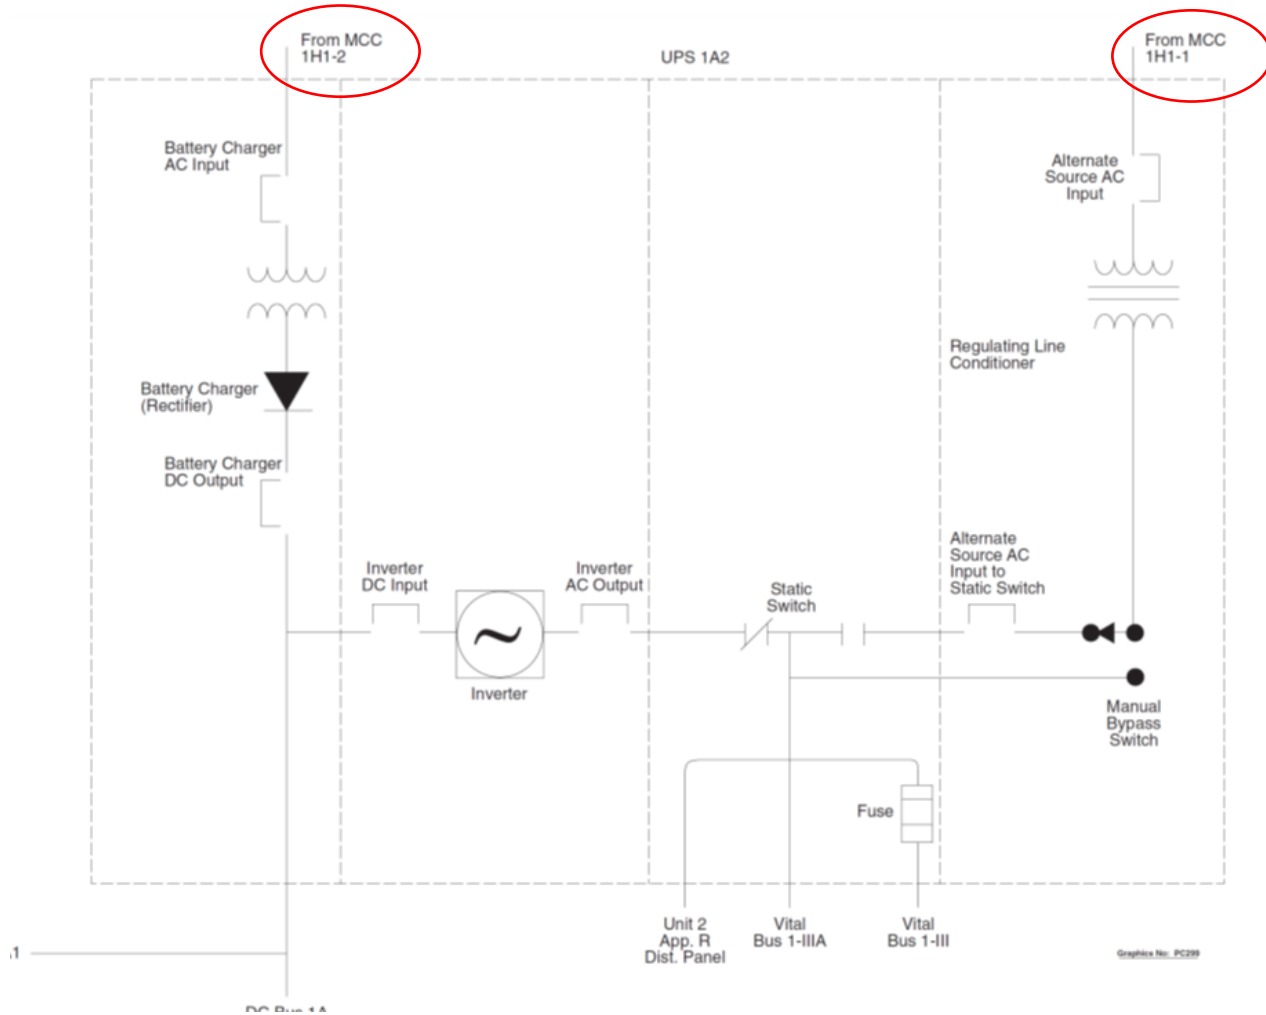 From MCC
1H1-2
UPS 1A2
From MCC
1H1-1
Battery Charger
AC Input
Alternate
Source AC
Input
Regulating Line
Conditioner
Battery Charger
(Rectifier)
Battery Charger
DC Output
Inverter
DC Input
Inverter
AC Output
Static
Switch
Alternate
Source AC
Input to
Static Switch
Inverter
Manual
Bypass
Switch
Fuse
Unit 2
App. R
Dist. Panel
Vital
Bus 1-IIIA
Vital
Bus 1-III
Graphics No: PC299
DC Bus 1A